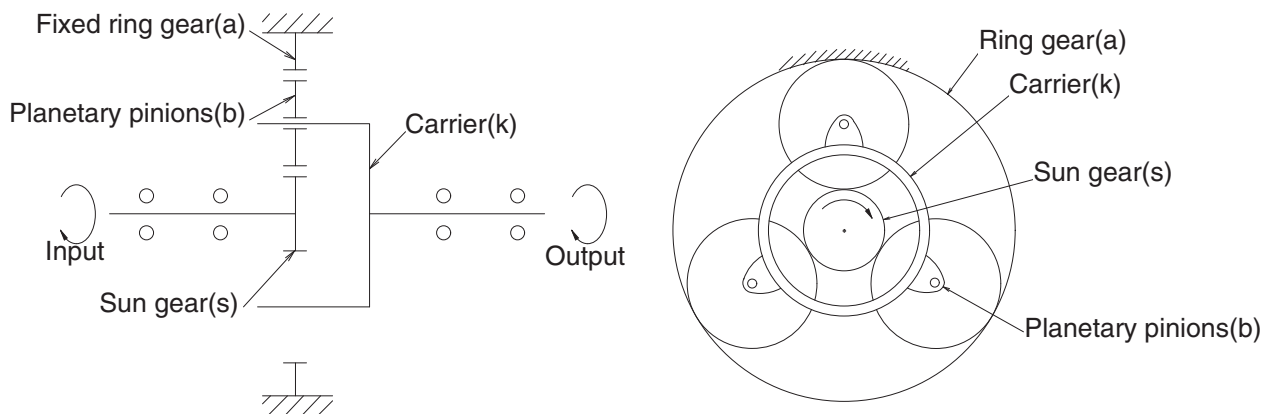 Fixed ring gear(a)
Planetary pinions(b)
Carrier(k)
Input
Output
Sun gear(s)
Ring gear(a)
Carrier(k)
Sun gear(s)
Planetary pinions(b)